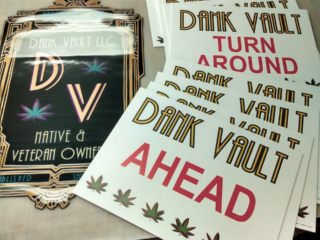 DANK VAULT LLC.
D V
NATIVE &
VETERAN OWNED
DANK VAULT
TURN
AROUND
DANK VAULT
DANK VAULT
DANK VAULT
DANK VAULT
AHEAD